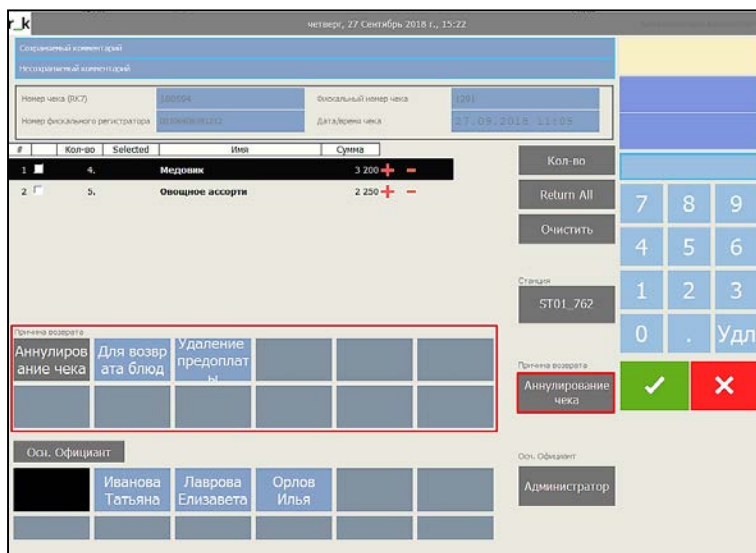 r_k
четверг, 27 Сентябрь 2018 г., 15:22
Сохраняемый комментарий
Несохраняемый комментарий
Номер чека (RK7) 100594 Фискальный номер чека 1291
Номер фискального регистратора Дата/время чека 27.09.2018 11:09
# Кол-во Selected Имя Сумма
1 4. Медовик 3 200 + -
2 5. Овощное ассорти 2 250 + -
Кол-во
Return All
Очистить
Станция
ST01_762
7 8 9
4 5 6
1 2 3
0 . Удл
Причина возврата
Аннулиров
ание чека
Для возвр
ата блюд
Удаление
предоплат
ы
Причина возврата
Аннулирование
чека
Осн. Официант
Иванова
Татьяна
Лаврова
Елизавета
Орлов
Илья
Осн. Официант
Администратор